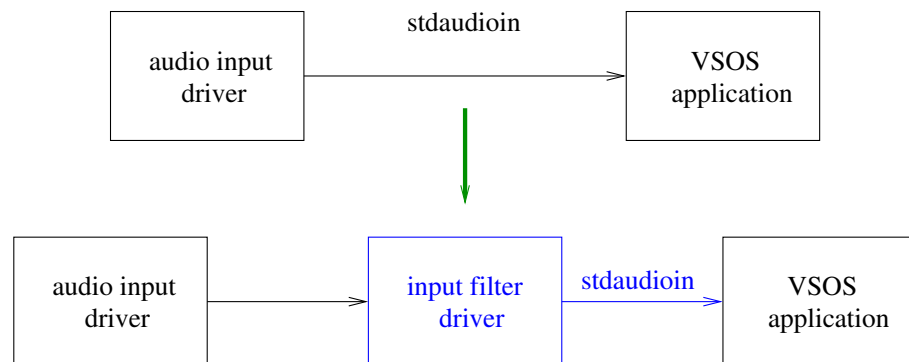 stdaudioin
audio input
driver
VSOS
application
audio input
driver
input filter
driver
stdaudioin
VSOS
application